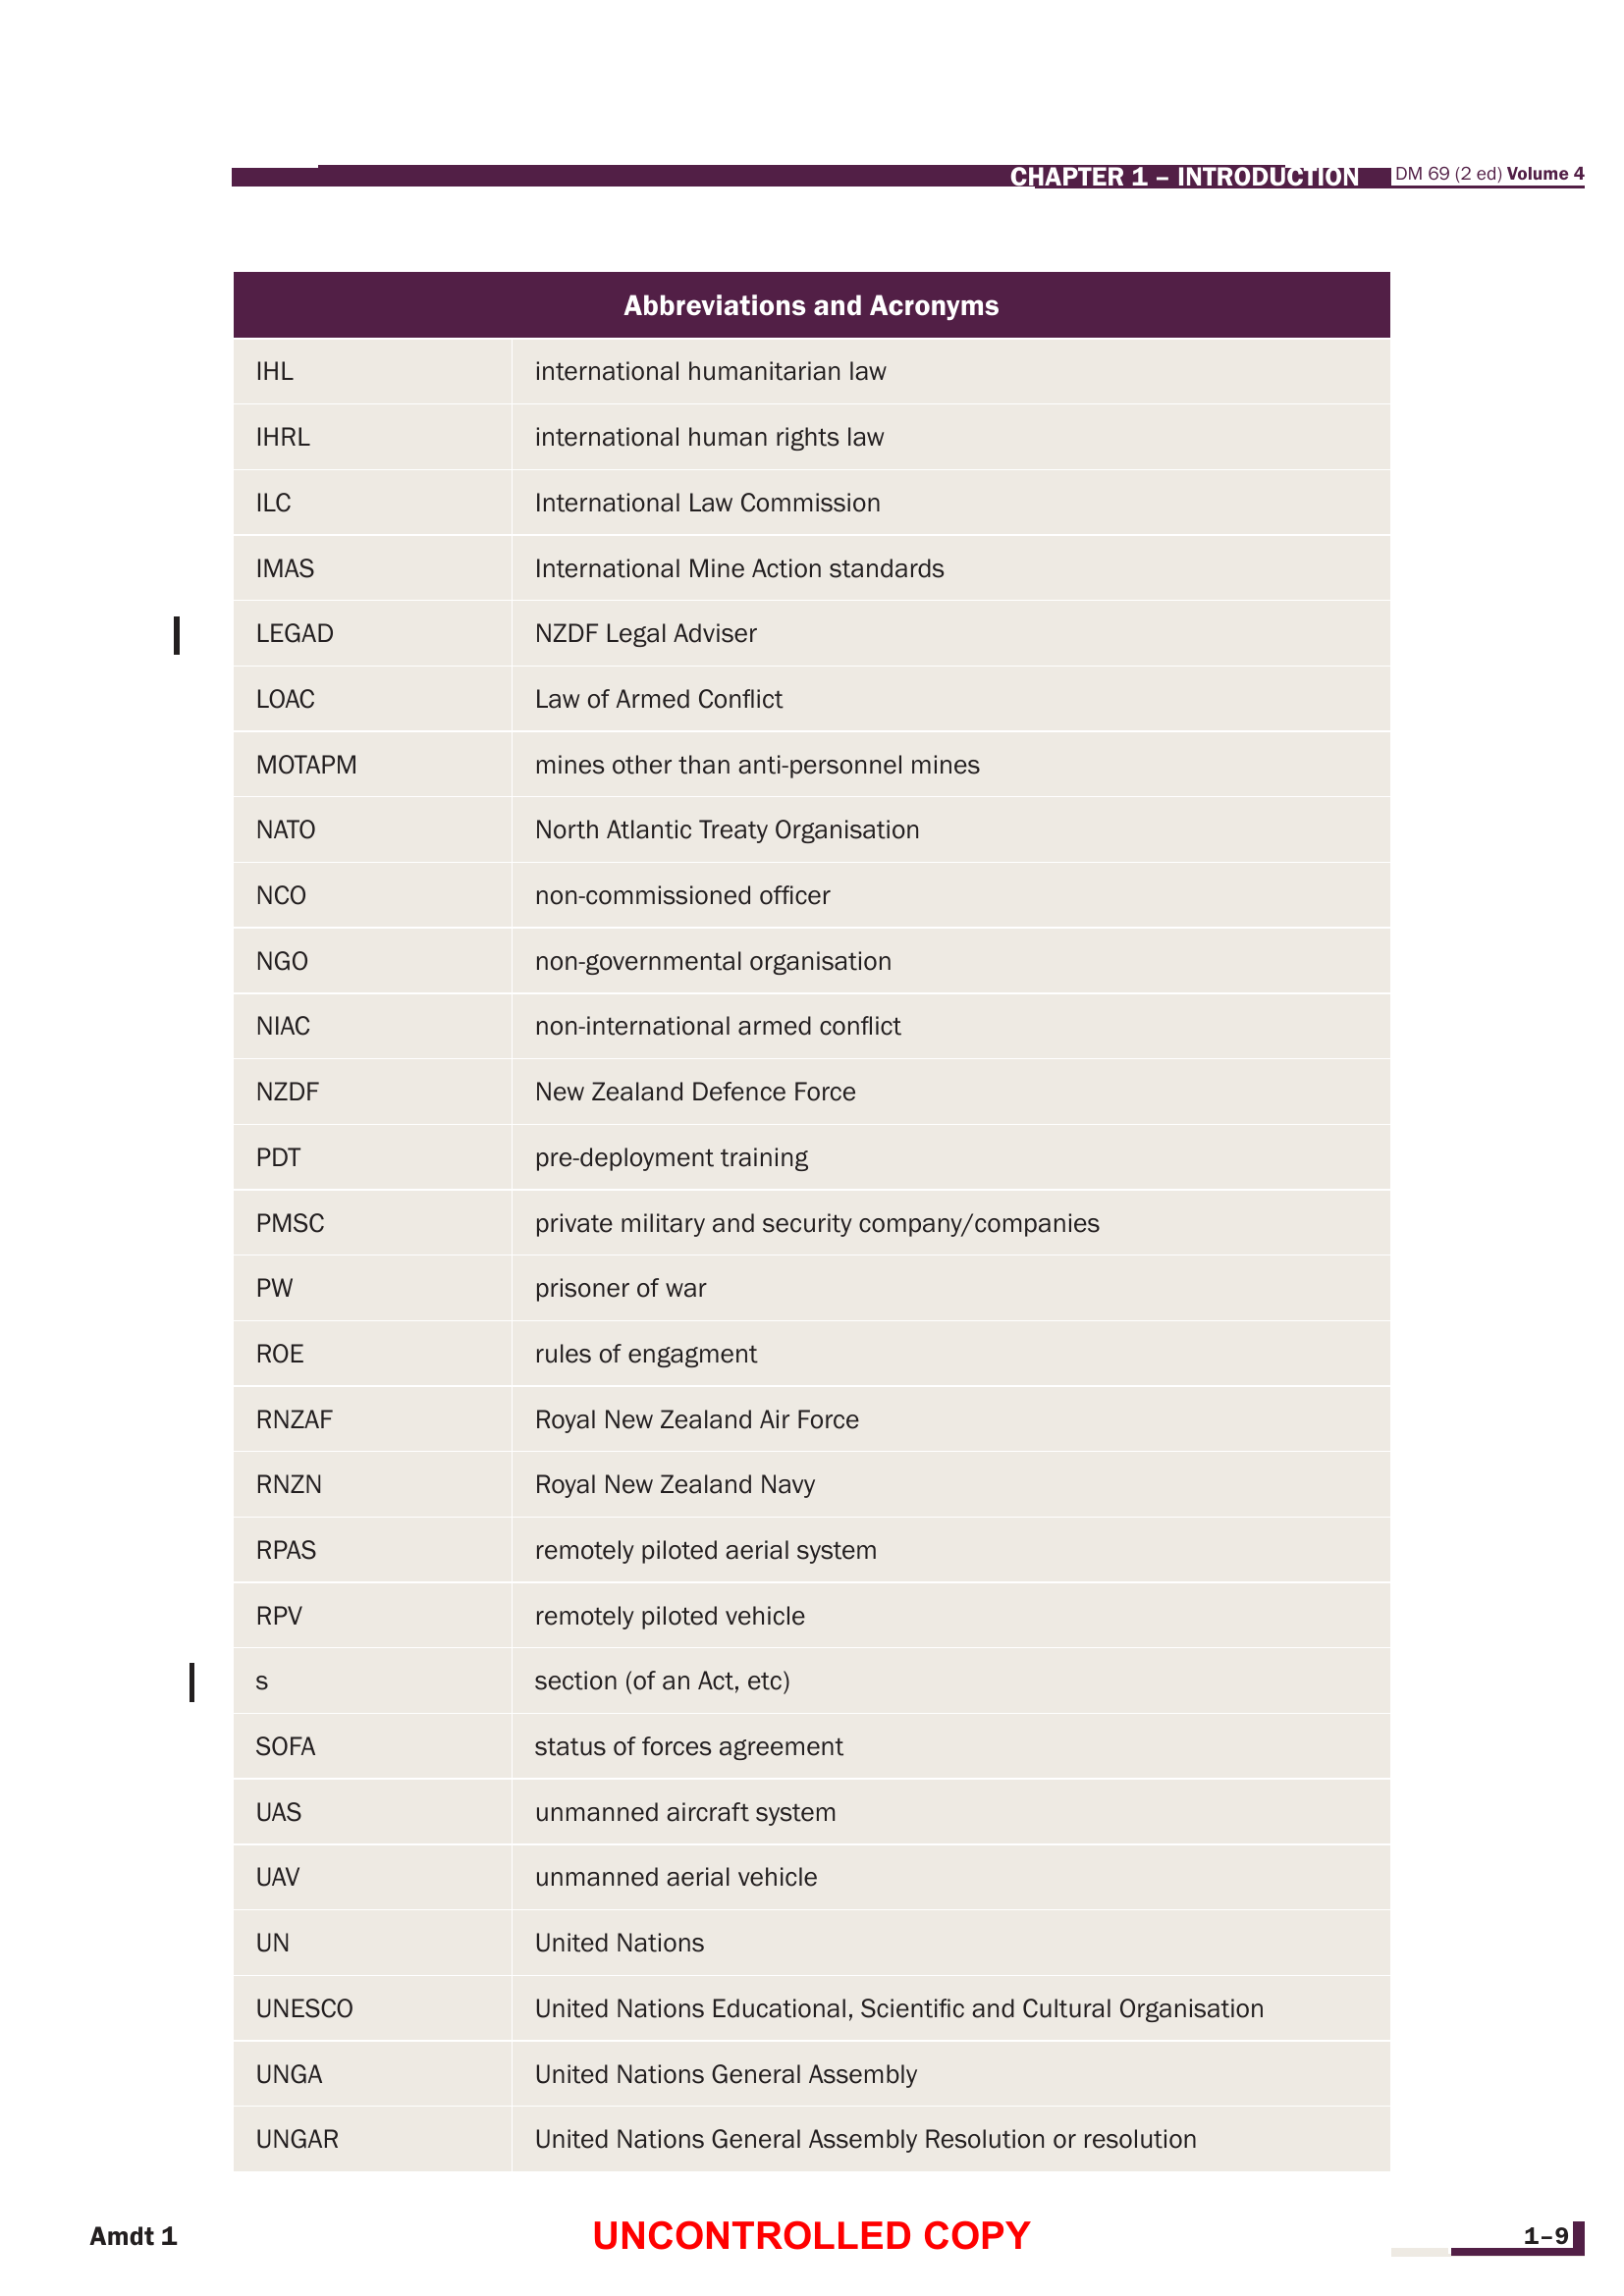 CHAPTER 1 – INTRODUCTION DM 69 (2 ed) Volume 4
Abbreviations and Acronyms
IHL international humanitarian law
IHRL international human rights law
ILC International Law Commission
IMAS International Mine Action standards
LEGAD NZDF Legal Adviser
LOAC Law of Armed Conflict
MOTAPM mines other than anti-personnel mines
NATO North Atlantic Treaty Organisation
NCO non-commissioned officer
NGO non-governmental organisation
NIAC non-international armed conflict
NZDF New Zealand Defence Force
PDT pre-deployment training
PMSC private military and security company/companies
PW prisoner of war
ROE rules of engagment
RNZAF Royal New Zealand Air Force
RNZN Royal New Zealand Navy
RPAS remotely piloted aerial system
RPV remotely piloted vehicle
s section (of an Act, etc)
SOFA status of forces agreement
UAS unmanned aircraft system
UAV unmanned aerial vehicle
UN United Nations
UNESCO United Nations Educational, Scientific and Cultural Organisation
UNGA United Nations General Assembly
UNGAR United Nations General Assembly Resolution or resolution
Amdt 1 UNCONTROLLED COPY 1–9